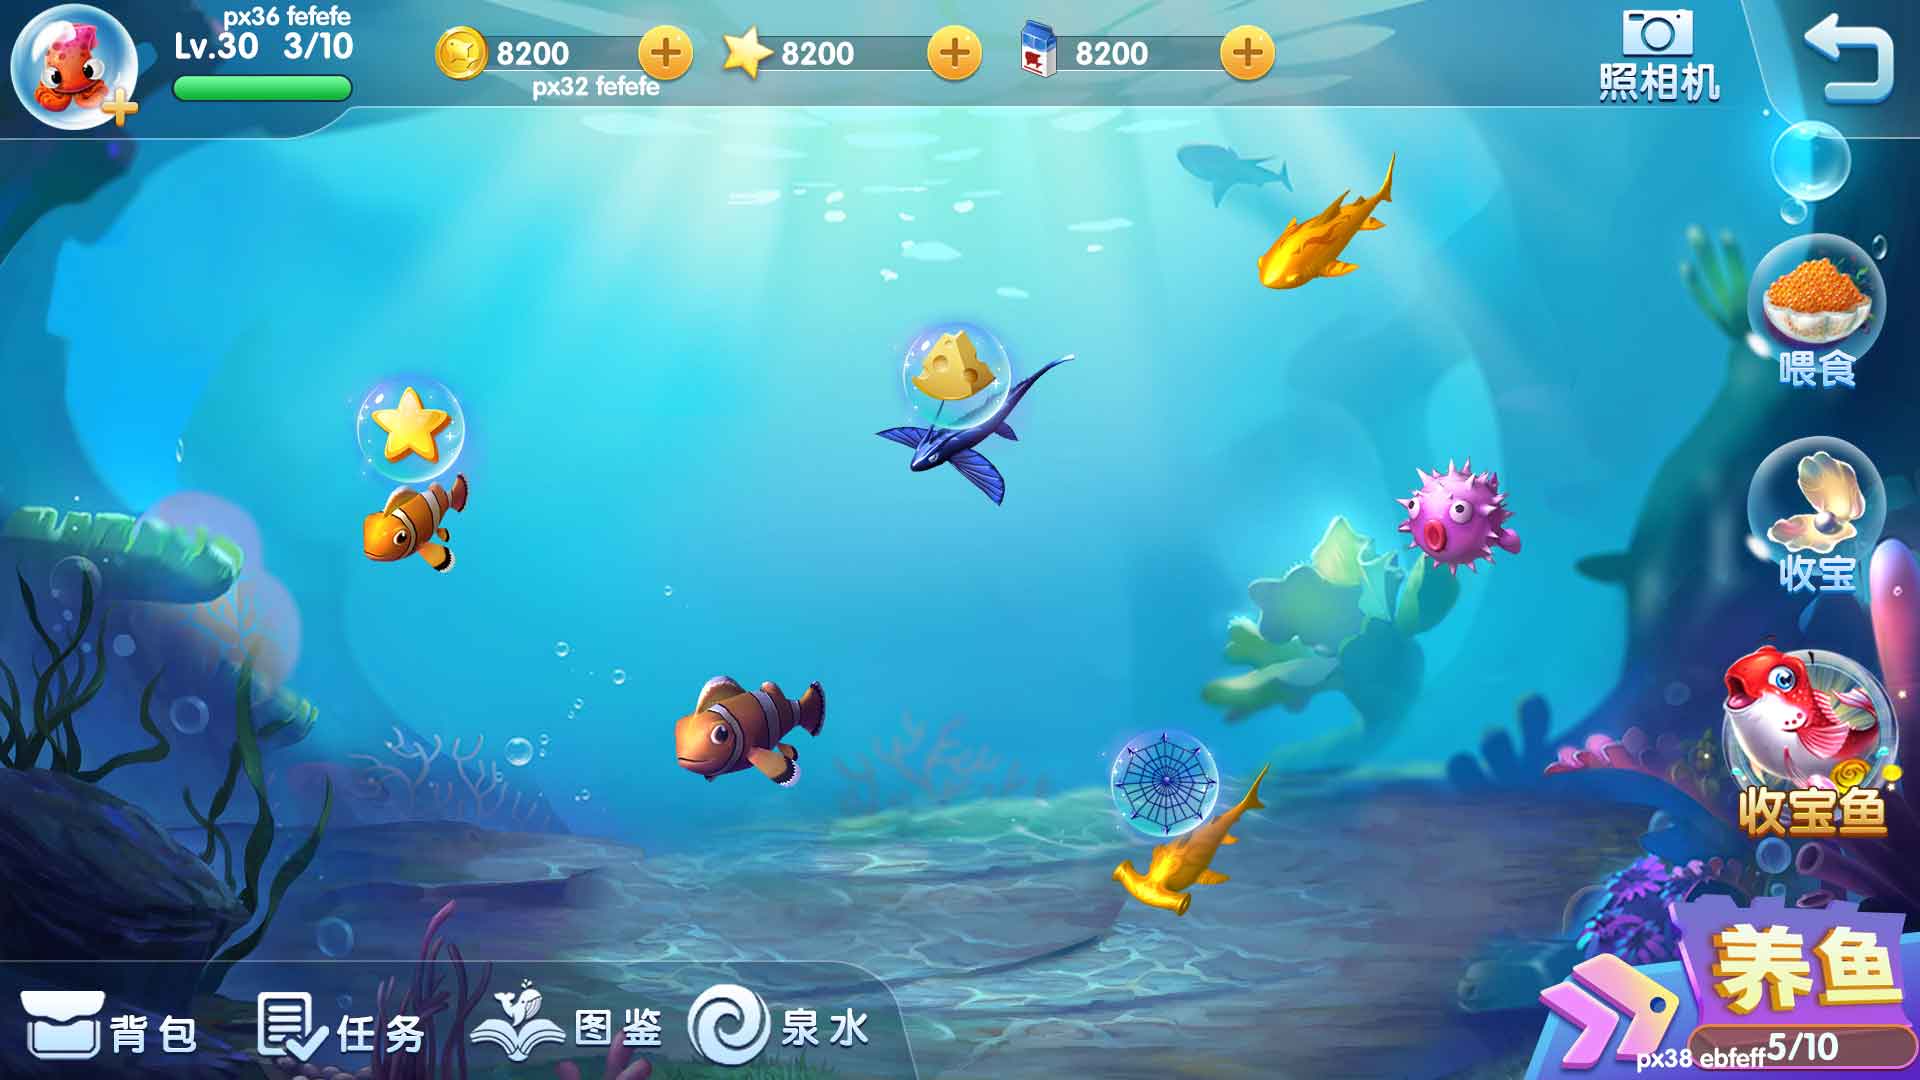 px36 fefefe
Lv.30 3/10
8200
px32 fefefe
8200
8200
照相机
喂食
收宝
收宝鱼
养鱼
5/10
px38 ebfeff
背包
任务
图鉴
泉水